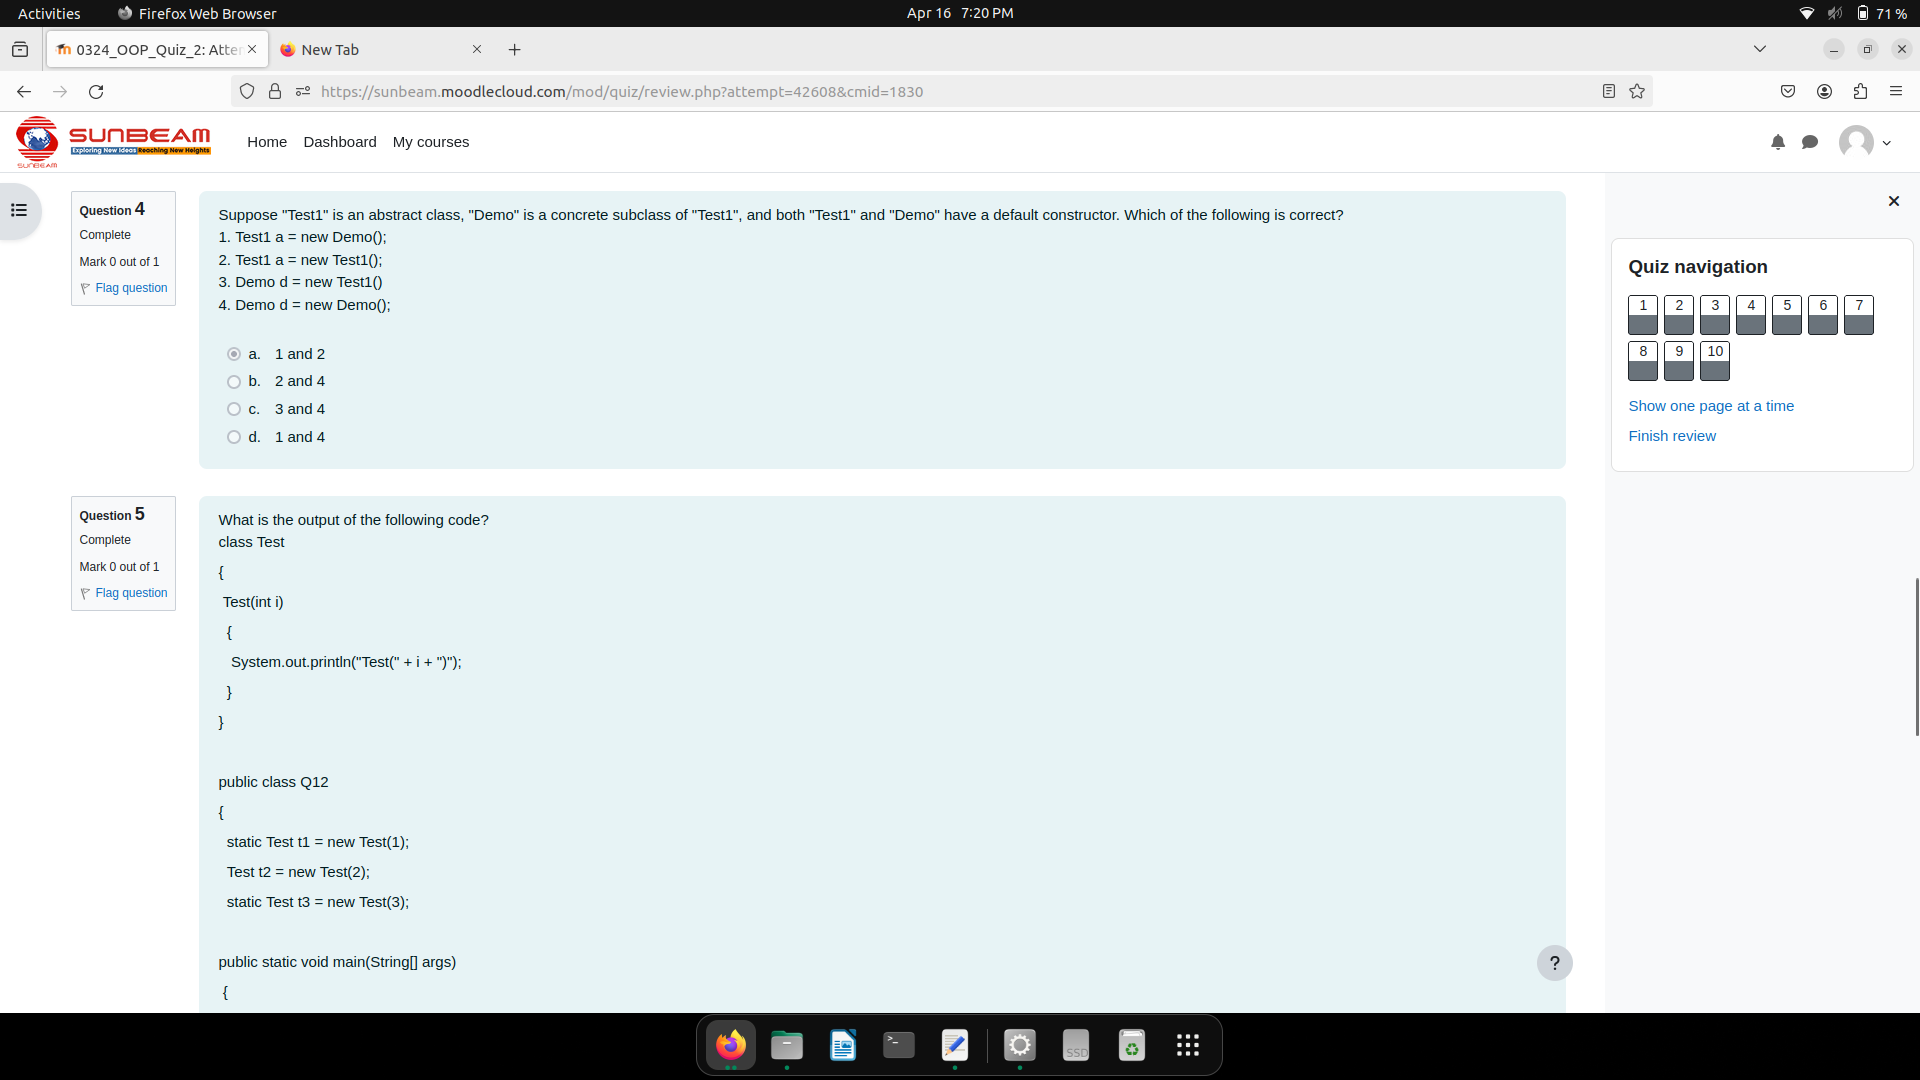 Activities
Firefox Web Browser
Apr 16 7:20 PM
71 %
0324_OOP_Quiz_2: Atte
New Tab
https://sunbeam.moodlecloud.com/mod/quiz/review.php?attempt=42608&cmid=1830
SUNBEAM
Exploring New Ideas Reaching New Heights
SUNBEAM
Home
Dashboard
My courses
Question 4
Complete
Mark 0 out of 1
Flag question
Suppose "Test1" is an abstract class, "Demo" is a concrete subclass of "Test1", and both "Test1" and "Demo" have a default constructor. Which of the following is correct?
1. Test1 a = new Demo();
2. Test1 a = new Test1();
3. Demo d = new Test1()
4. Demo d = new Demo();
a. 1 and 2
b. 2 and 4
c. 3 and 4
d. 1 and 4
Quiz navigation
1 2 3 4 5 6 7
8 9 10
Show one page at a time
Finish review
Question 5
Complete
Mark 0 out of 1
Flag question
What is the output of the following code?
class Test
{
Test(int i)
{
System.out.println("Test(" + i + ")");
}
}
public class Q12
{
static Test t1 = new Test(1);
Test t2 = new Test(2);
static Test t3 = new Test(3);
public static void main(String[] args)
{
?
>_
SSD